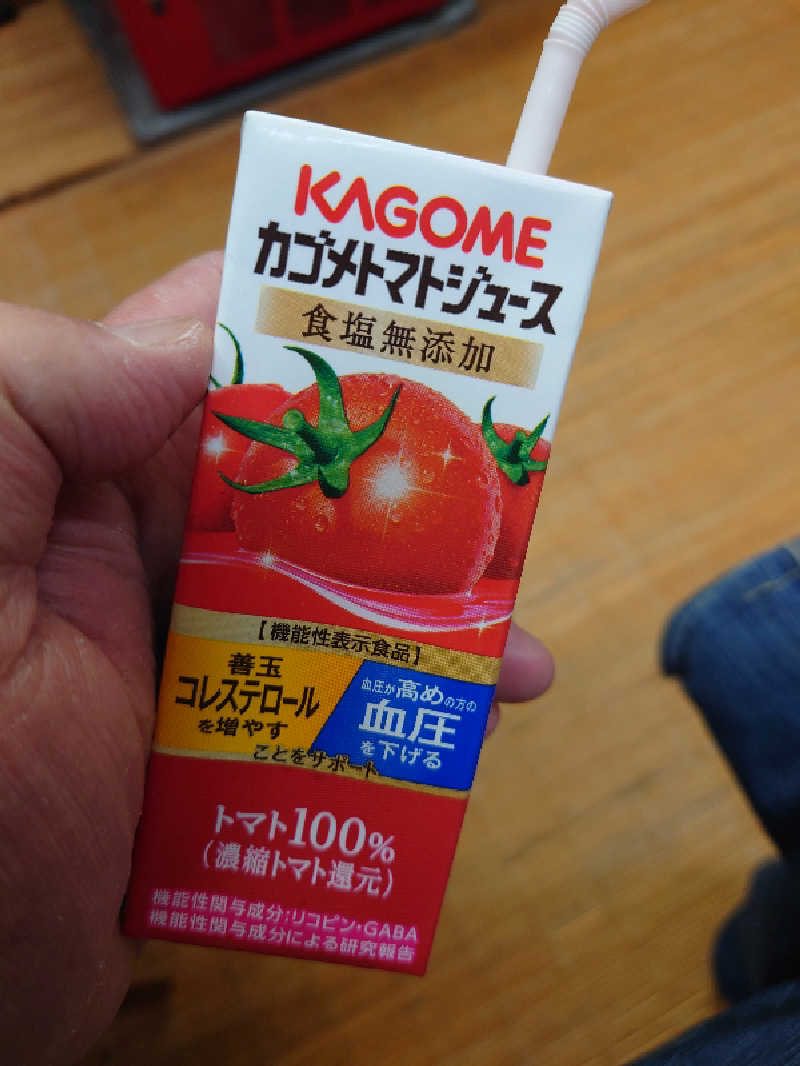 KAGOME
カゴメトマトジュース
食塩無添加
【機能性表示食品】
善玉
コレステロール
を増やす
血圧が高めの方の
血圧
を下げる
ことをサポート
トマト100%
(濃縮トマト還元)
機能性関与成分:リコピン・GABA
機能性関与成分による研究報告